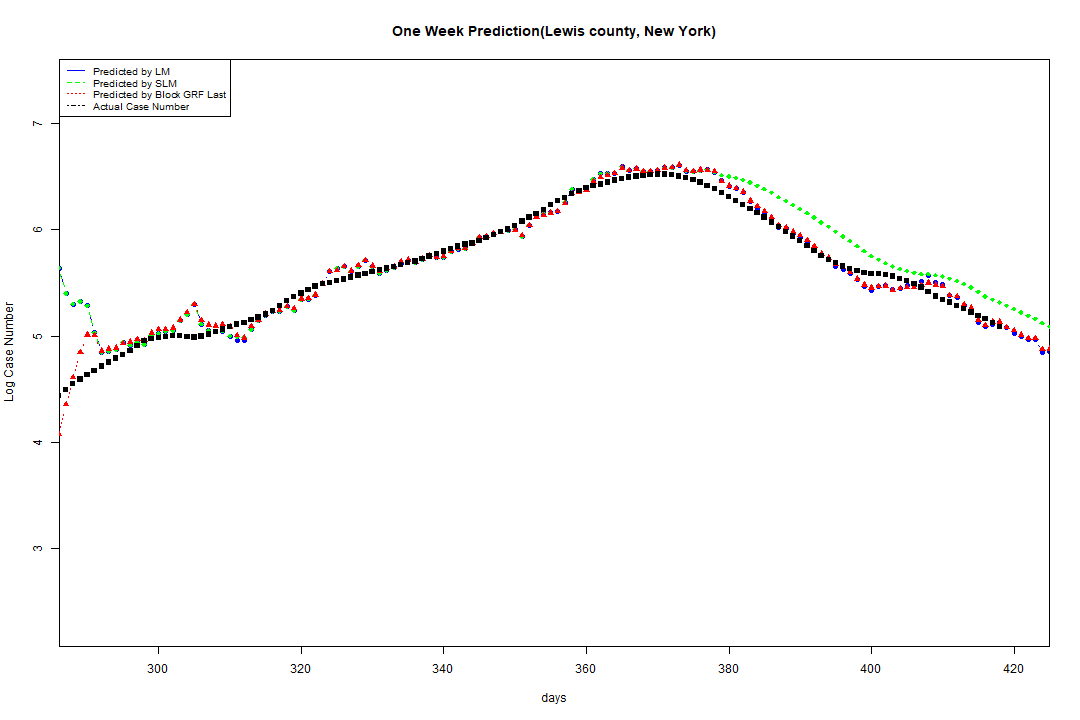 One Week Prediction(Lewis county, New York)
Predicted by LM
Predicted by SLM
Predicted by Block GRF Last
Actual Case Number
Log Case Number
7
6
5
4
3
300 320 340 360 380 400 420
days